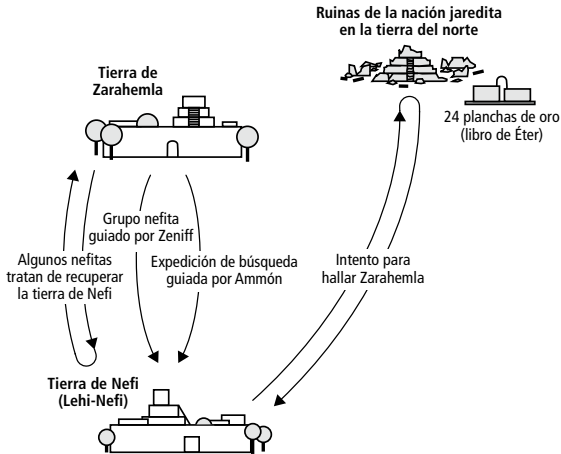 Ruinas de la nación jaredita
en la tierra del norte
Tierra de
Zarahemla
24 planchas de oro
(libro de Éter)
Grupo nefita
guiado por Zeniff
Algunos nefitas
tratan de recuperar
la tierra de Nefi
Expedición de búsqueda
guiada por Ammón
Intento para
hallar Zarahemla
Tierra de Nefi
(Lehi-Nefi)